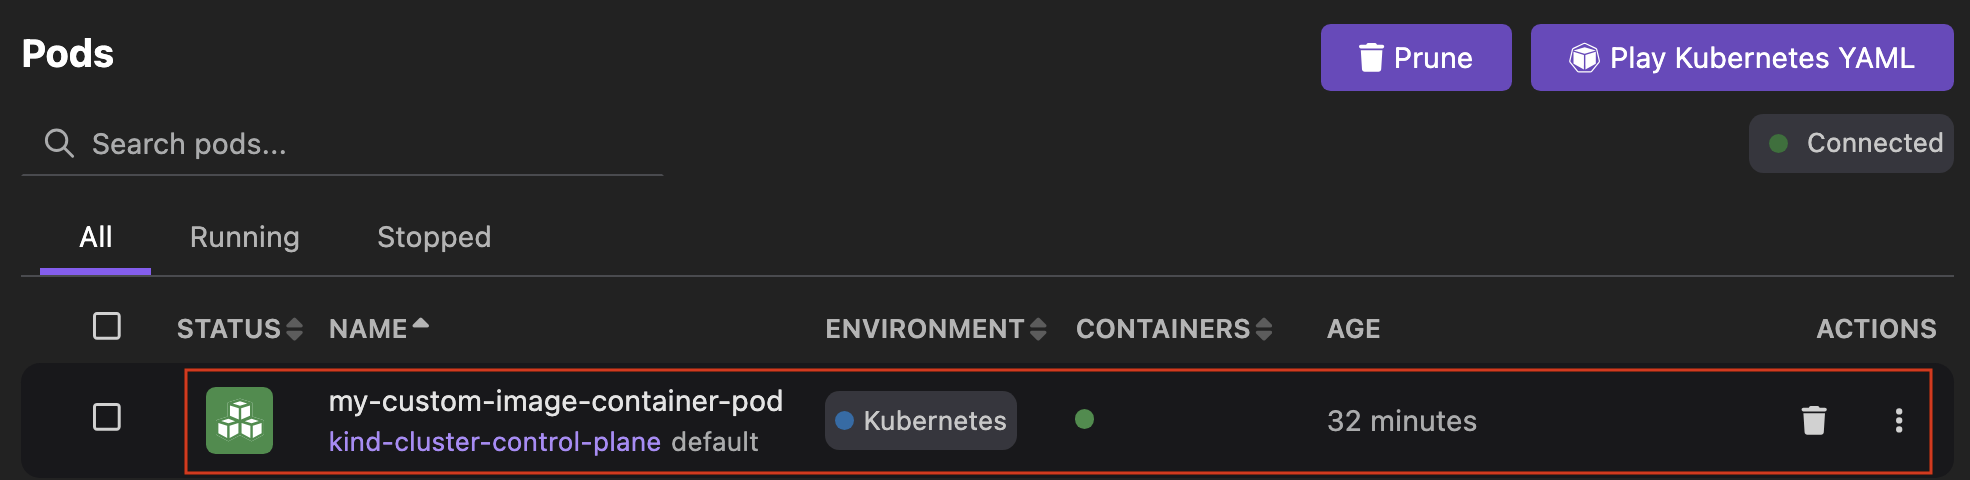 Pods
Prune
Play Kubernetes YAML
Search pods...
Connected
All Running Stopped
STATUS NAME ENVIRONMENT CONTAINERS AGE ACTIONS
my-custom-image-container-pod
kind-cluster-control-plane default
Kubernetes
32 minutes